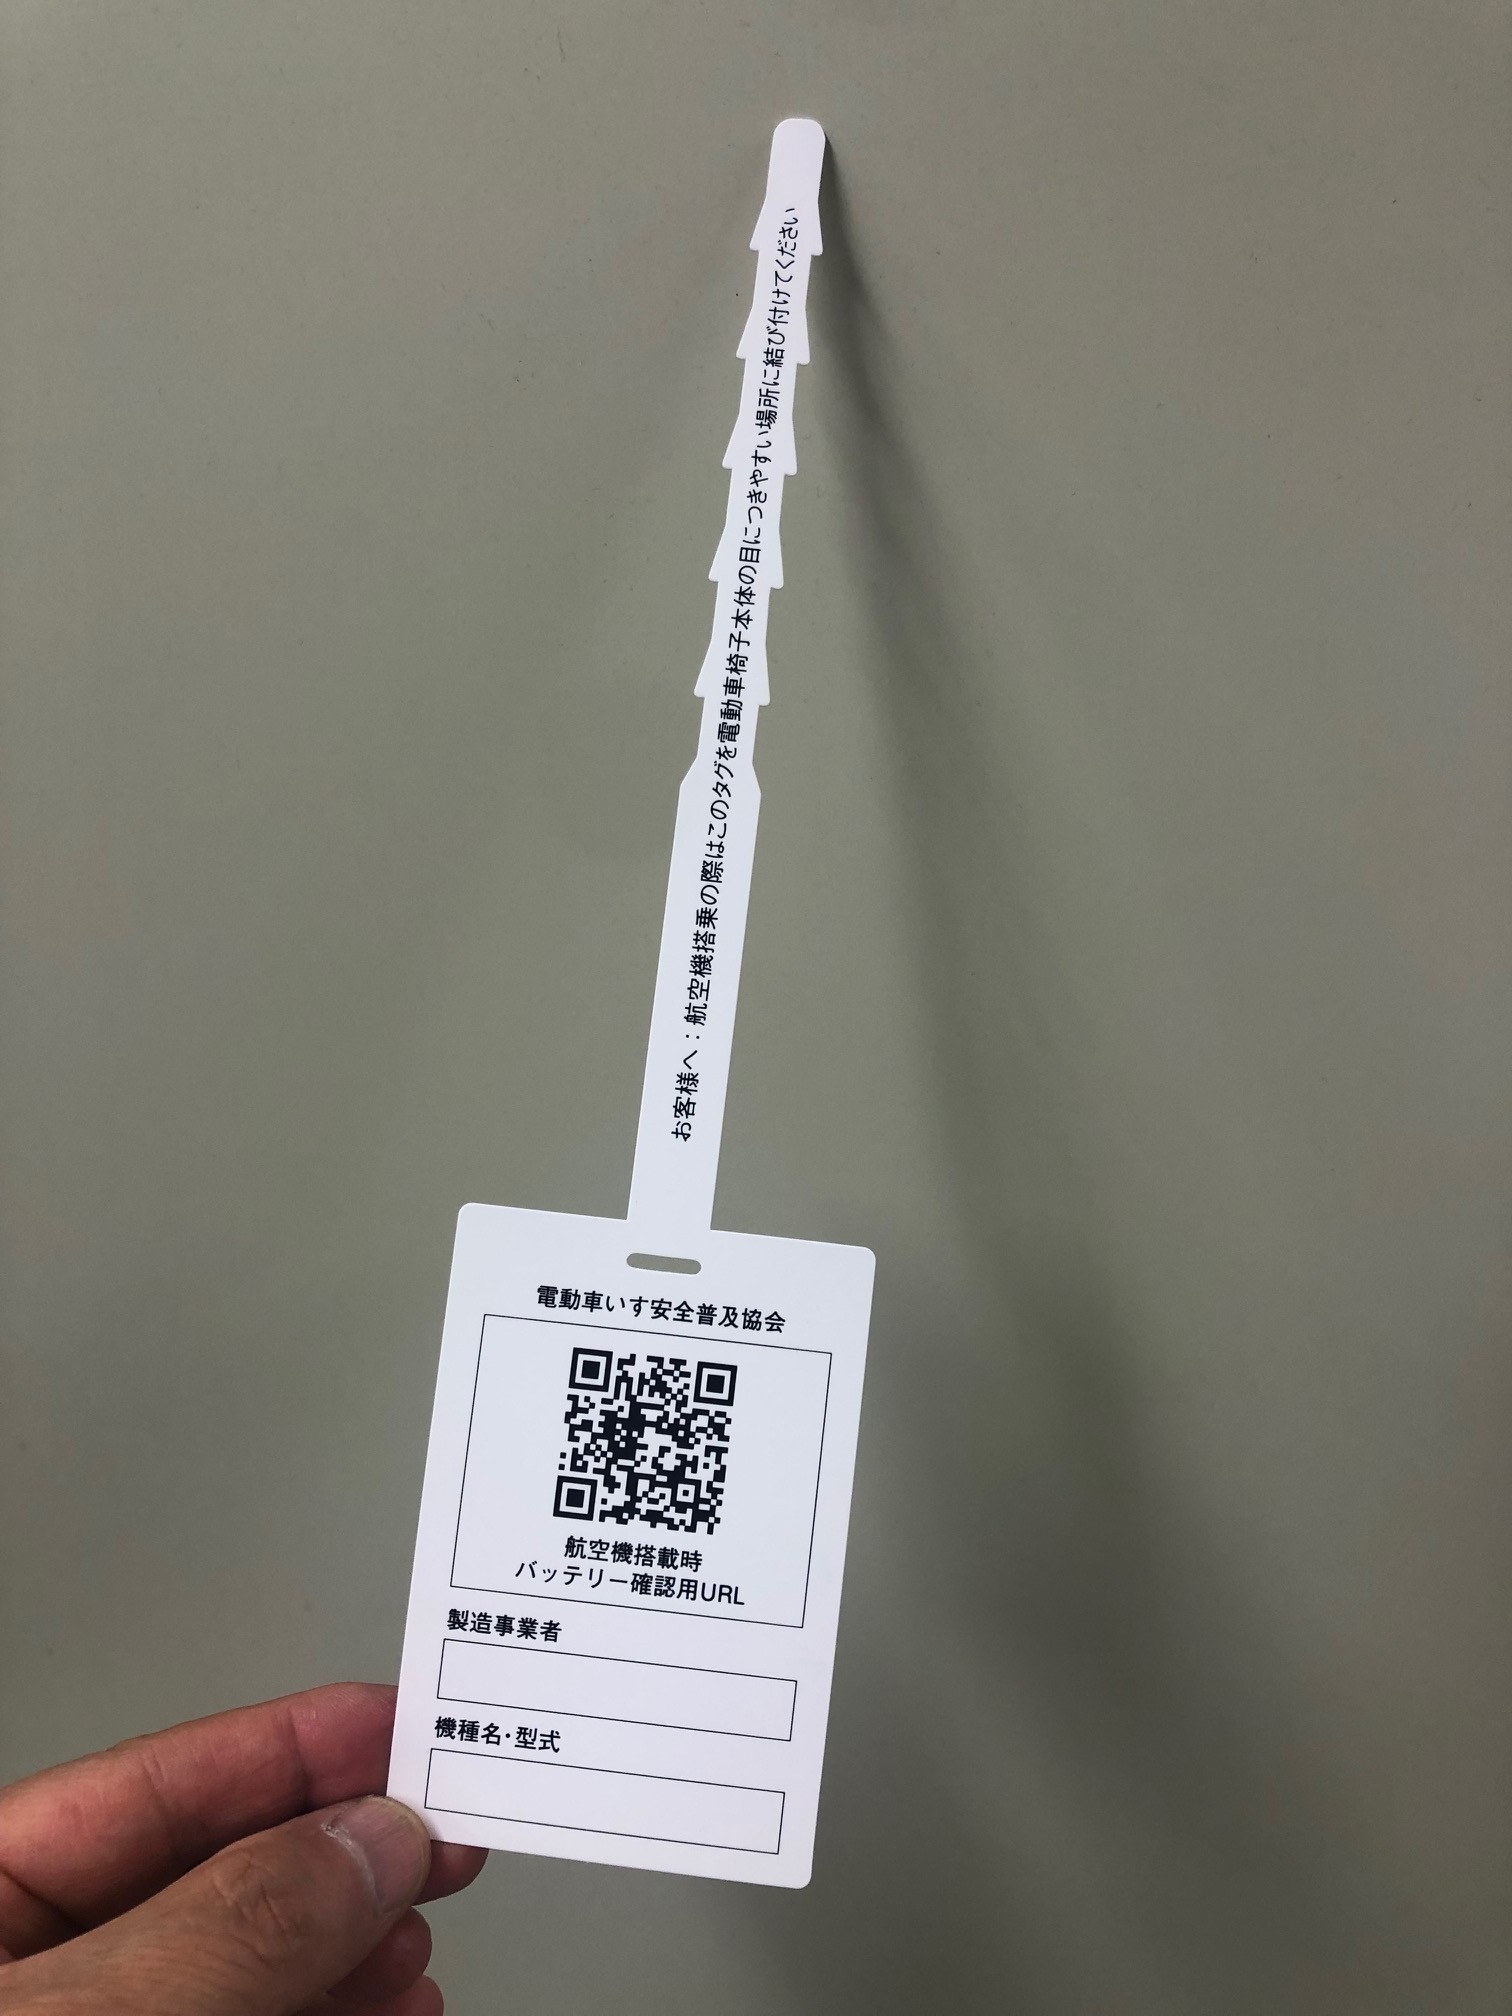 お客様へ：航空機搭乗の際はこのタグを電動車椅子本体の目につきやすい場所に結び付けてください
電動車いす安全普及協会
航空機搭載時
バッテリー確認用URL
製造事業者
機種名・型式